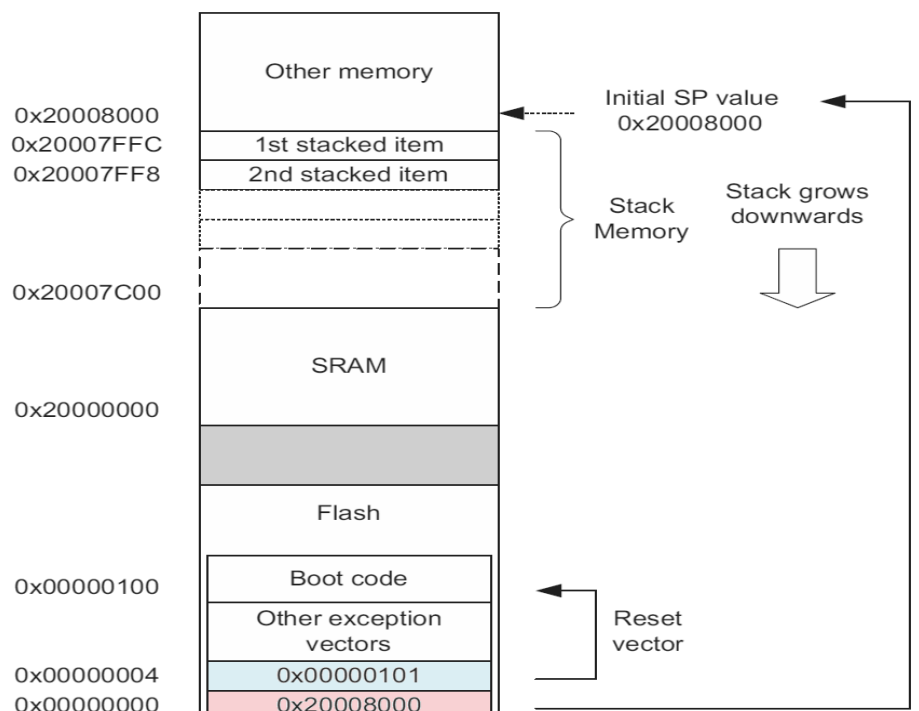 Other memory
0x20008000
Initial SP value
0x20008000
0x20007FFC
1st stacked item
0x20007FF8
2nd stacked item
Stack
Memory
Stack grows
downwards
0x20007C00
SRAM
0x20000000
Flash
0x00000100
Boot code
Other exception
vectors
Reset
vector
0x00000004
0x00000101
0x00000000
0x20008000